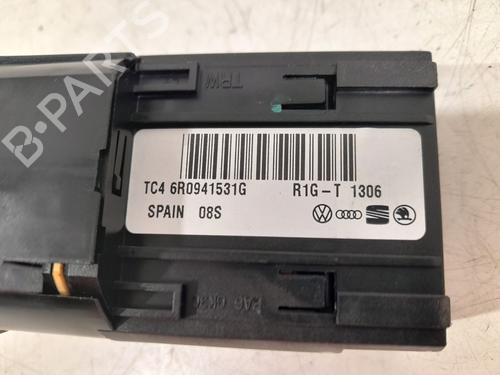 TRW
TC4 6R0941531G R1G-T 1306
SPAIN 08S
B-PARTS